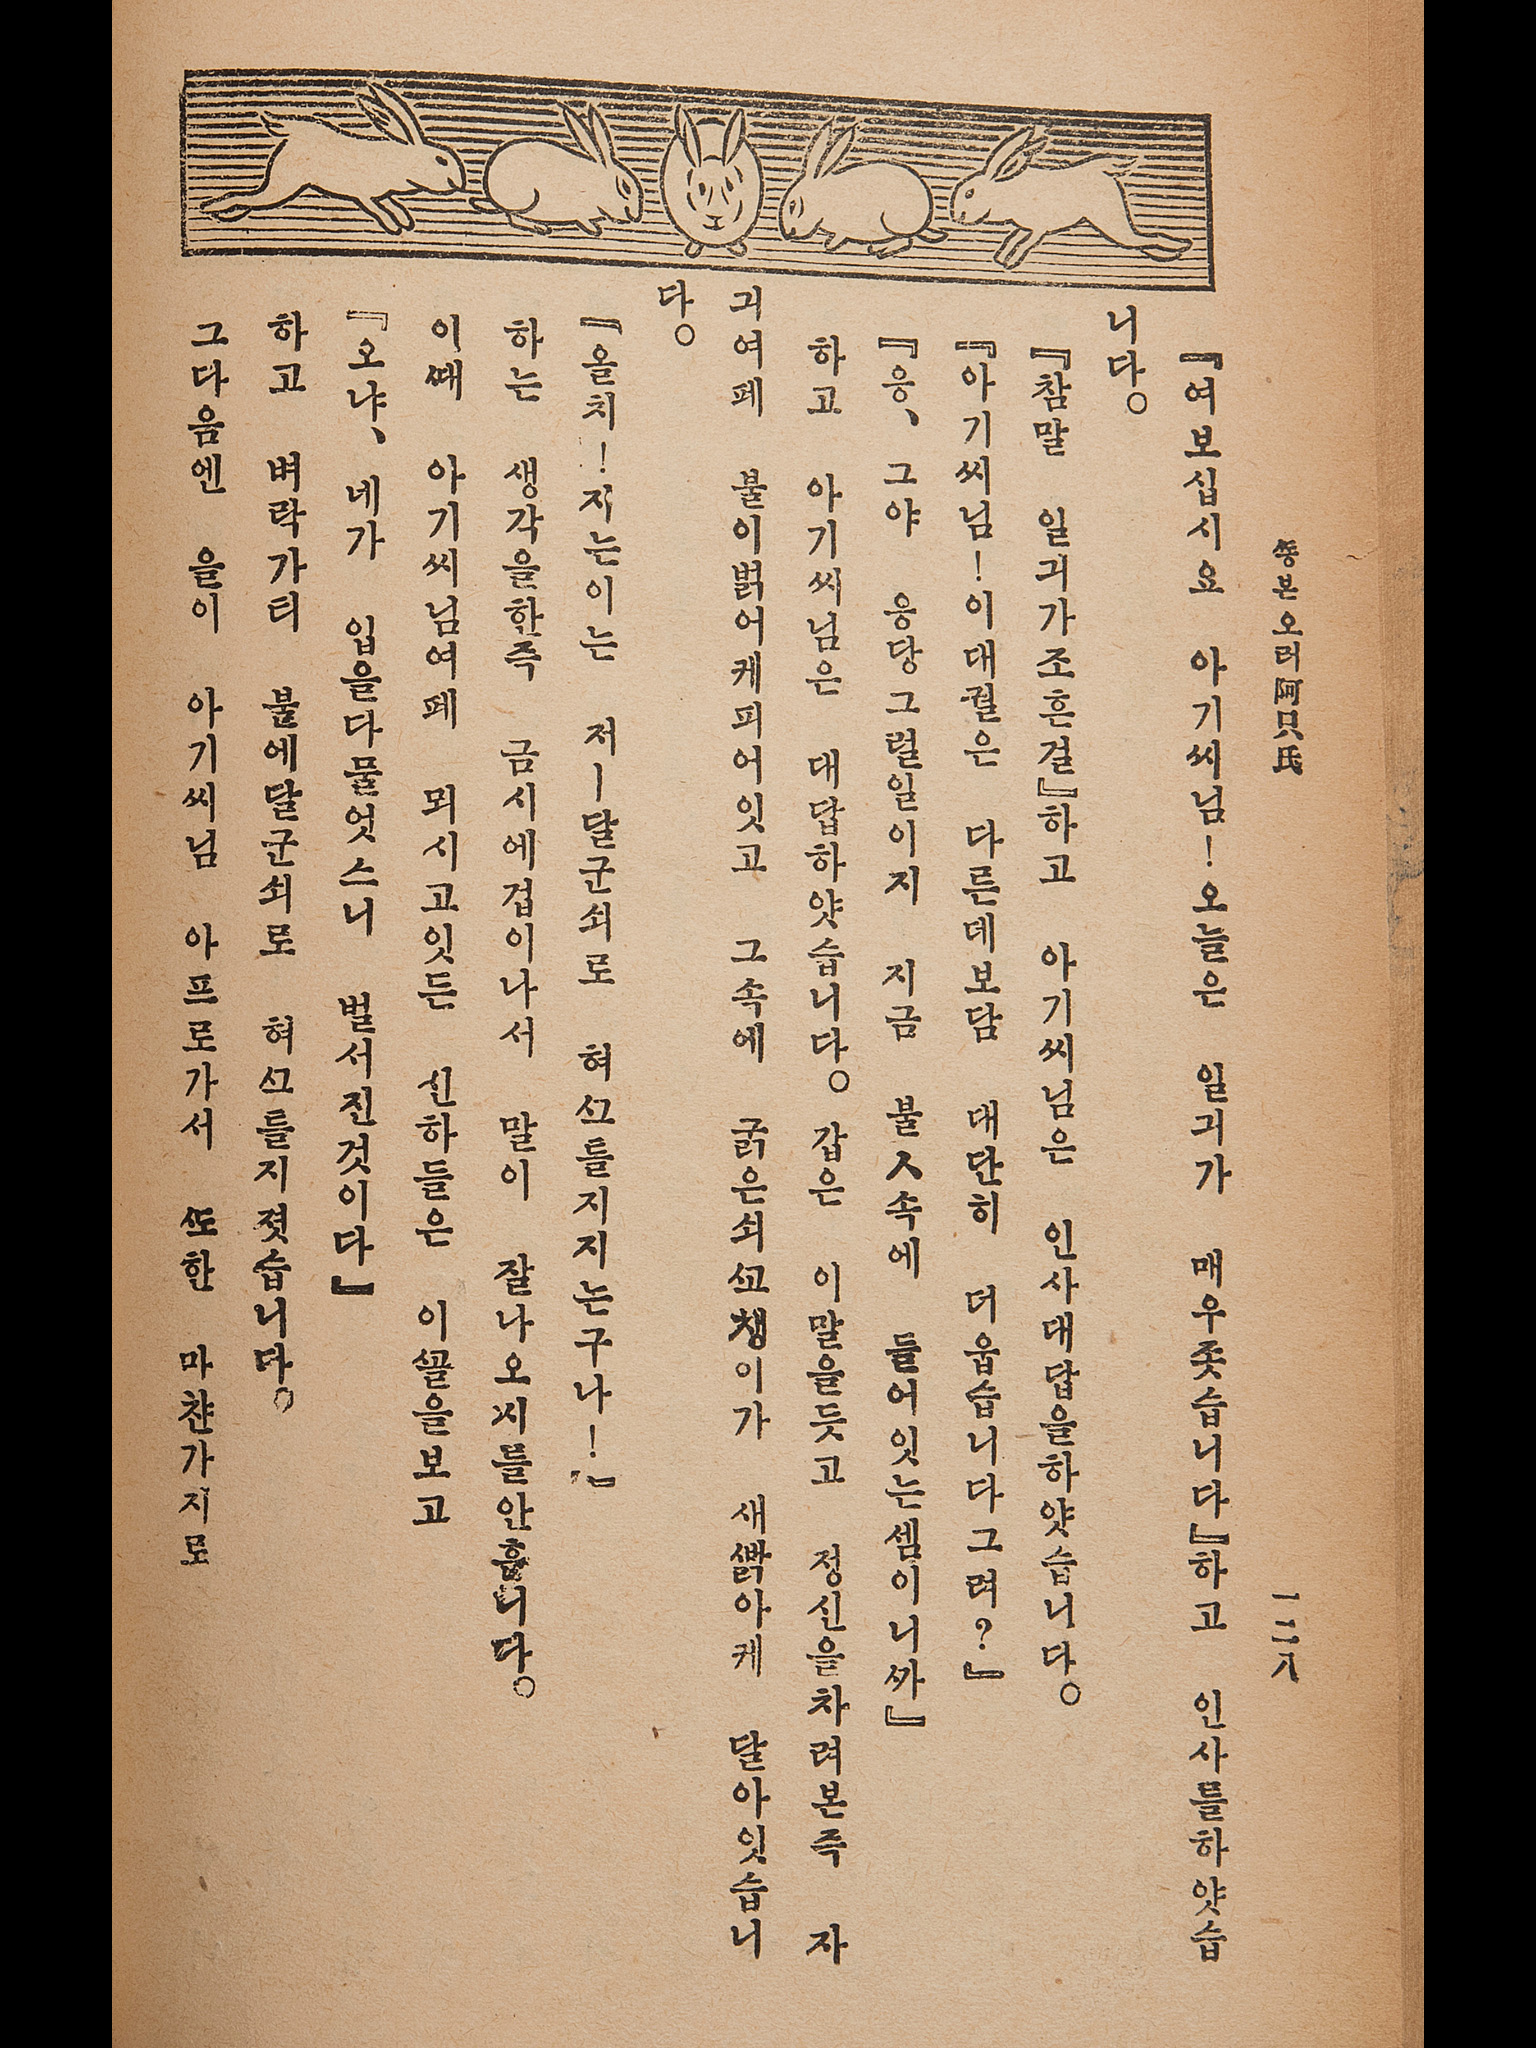 쫑본오리阿只氏
一二八
『여보십시요 아기씨님!오늘은 일긔가 매우좃습니다』하고 인사들하얏습
니다。
『참말 일긔가조흔걸』하고 아기씨님은 인사대답을하얏습니다。
『아기씨님!이대궐은 다른데보담 대단히 더웁습니다그려?』
『응、그야 응당그럴일이지 지금 불人속에 들어잇는셈이니까』
하고 아기씨님은 대답하얏습니다。갑은 이말을듯고 정신을차려본즉 자
긔여페 불이벍어케피어잇고 그속에 굵은쇠꼬챙이가 새빩아케 달아잇습니
다。
『올치!지는이는 저ㅣ달군쇠로 혀끄틀지지는구나!』
하는 생각을한즉 금시에겁이나서 말이 잘나오씨를안흡니다。
이때 아기씨님여페 뫼시고잇든 신하들은 이꼴을보고
『오냐、네가 입을다물엇스니 벌서진것이다』
하고 벼락가티 불에달군쇠로 혀끄틀지젓습니다。
그다음엔 을이 아기씨님 아프로가서 또한 마챤가지로